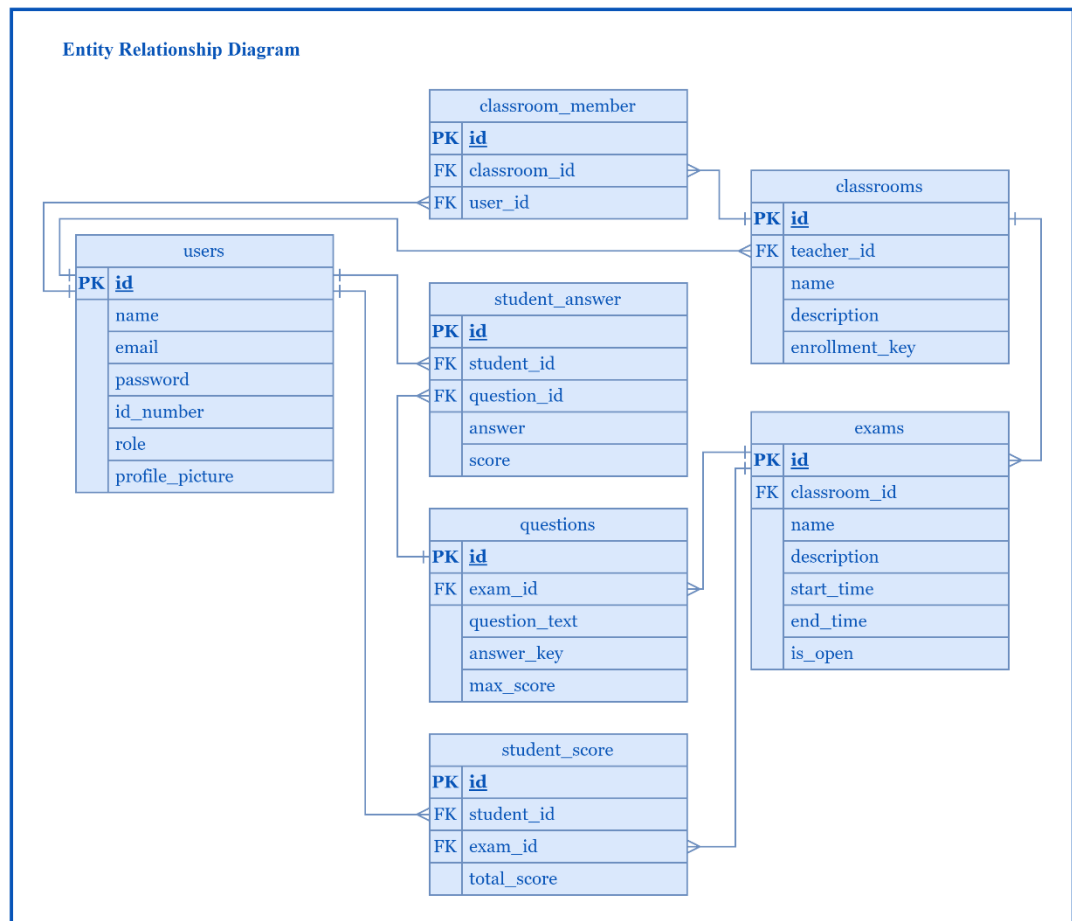 Entity Relationship Diagram
classroom_member
PK id
FK classroom_id
FK user_id
classrooms
PK id
FK teacher_id
name
description
enrollment_key
users
PK id
name
email
password
id_number
role
profile_picture
student_answer
PK id
FK student_id
FK question_id
answer
score
exams
PK id
FK classroom_id
name
description
start_time
end_time
is_open
questions
PK id
FK exam_id
question_text
answer_key
max_score
student_score
PK id
FK student_id
FK exam_id
total_score